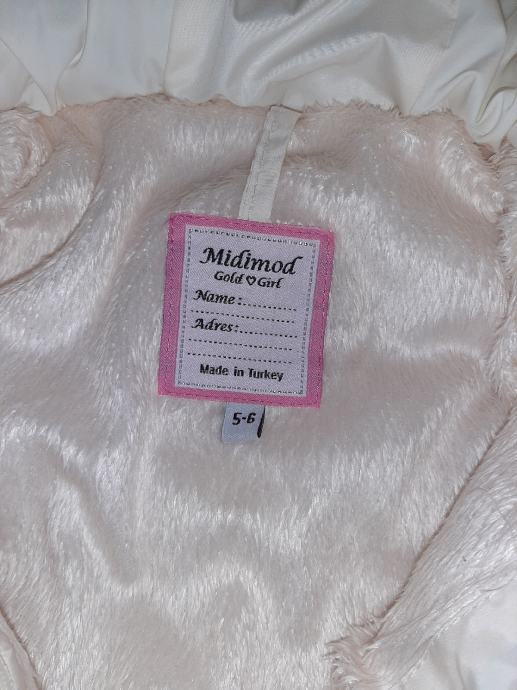 Midimod
Gold ♡ Girl
Name:..........
....................
Adres:...........
....................
....................
Made in Turkey
5-6